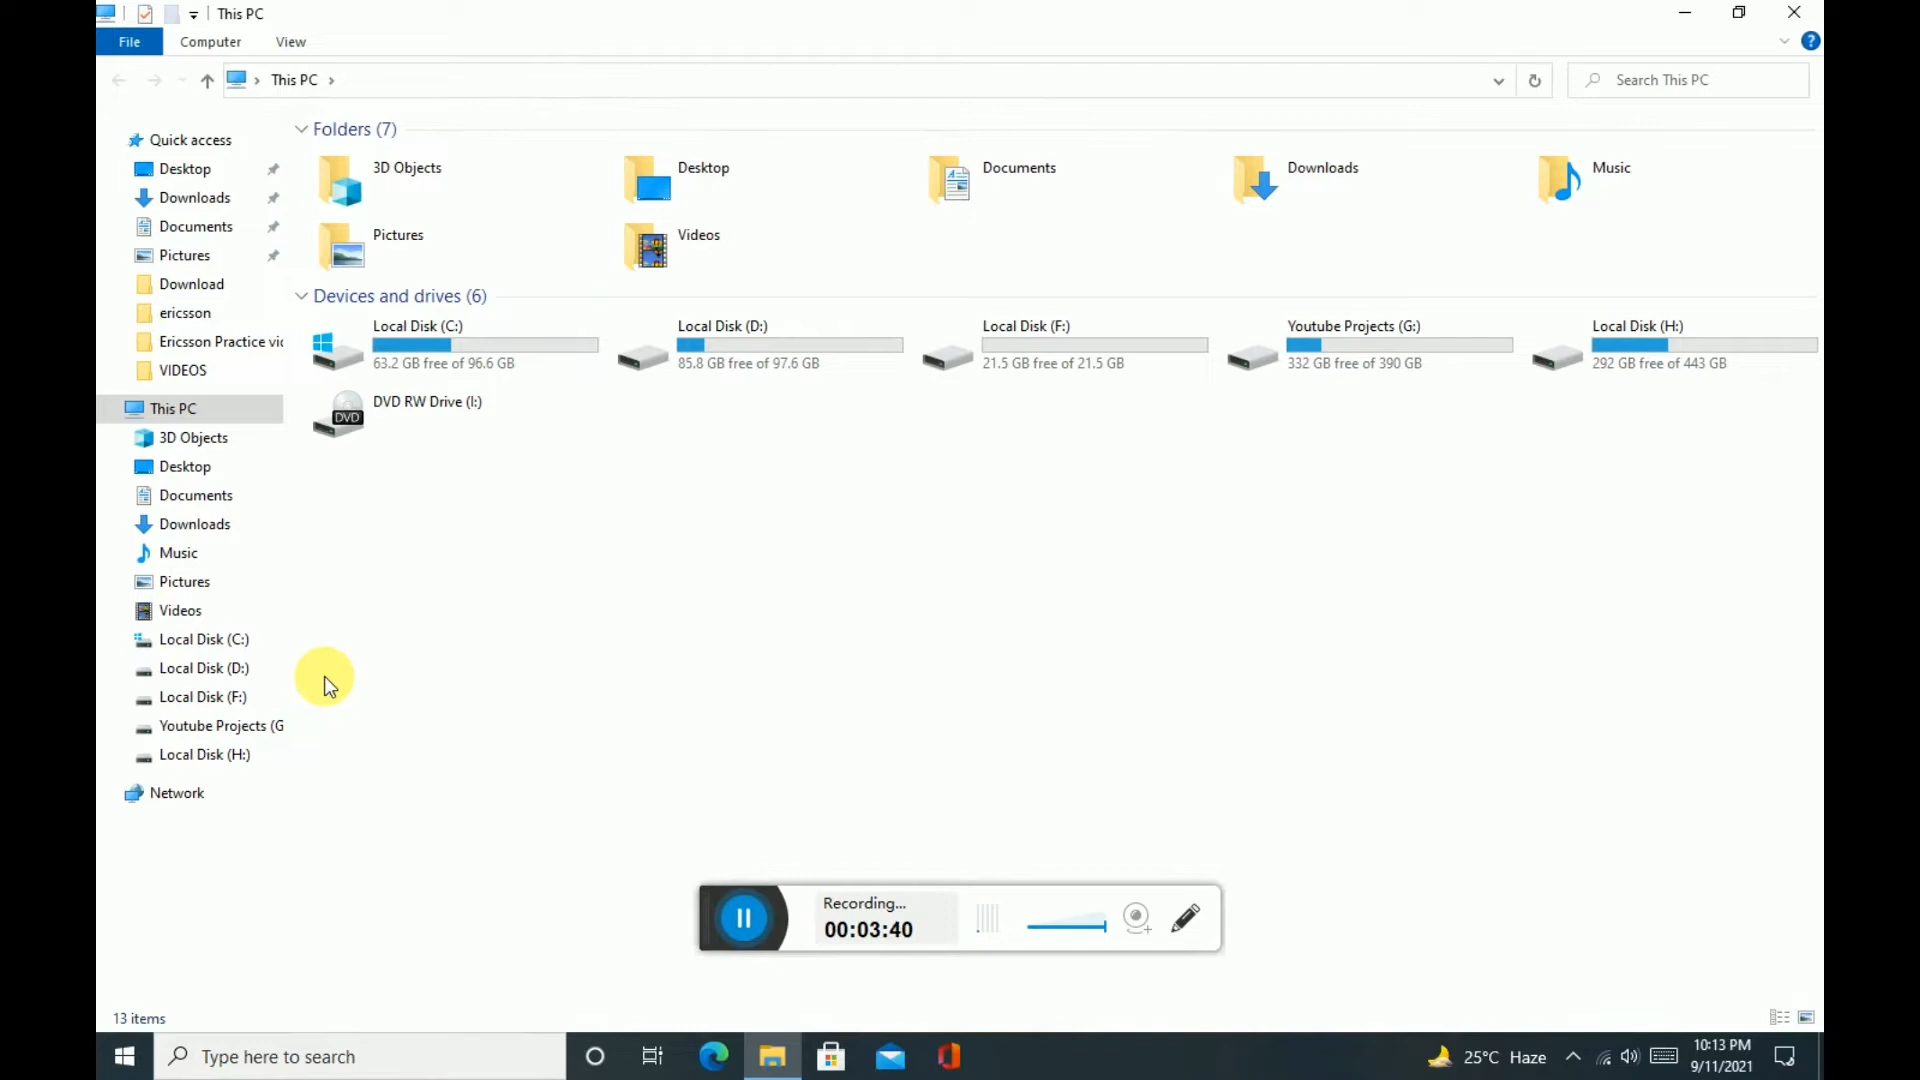 This PC
File Computer View
This PC
Search This PC
Quick access
Desktop
Downloads
Documents
Pictures
Download
ericsson
Ericsson Practice vic
VIDEOS
This PC
3D Objects
Desktop
Documents
Downloads
Music
Pictures
Videos
Local Disk (C:)
Local Disk (D:)
Local Disk (F:)
Youtube Projects (G
Local Disk (H:)
Network
Folders (7)
3D Objects
Desktop
Documents
Downloads
Music
Pictures
Videos
Devices and drives (6)
Local Disk (C:)
63.2 GB free of 96.6 GB
Local Disk (D:)
85.8 GB free of 97.6 GB
Local Disk (F:)
21.5 GB free of 21.5 GB
Youtube Projects (G:)
332 GB free of 390 GB
Local Disk (H:)
292 GB free of 443 GB
DVD RW Drive (I:)
DVD
Recording...
00:03:40
13 items
Type here to search
25°C Haze
10:13 PM
9/11/2021